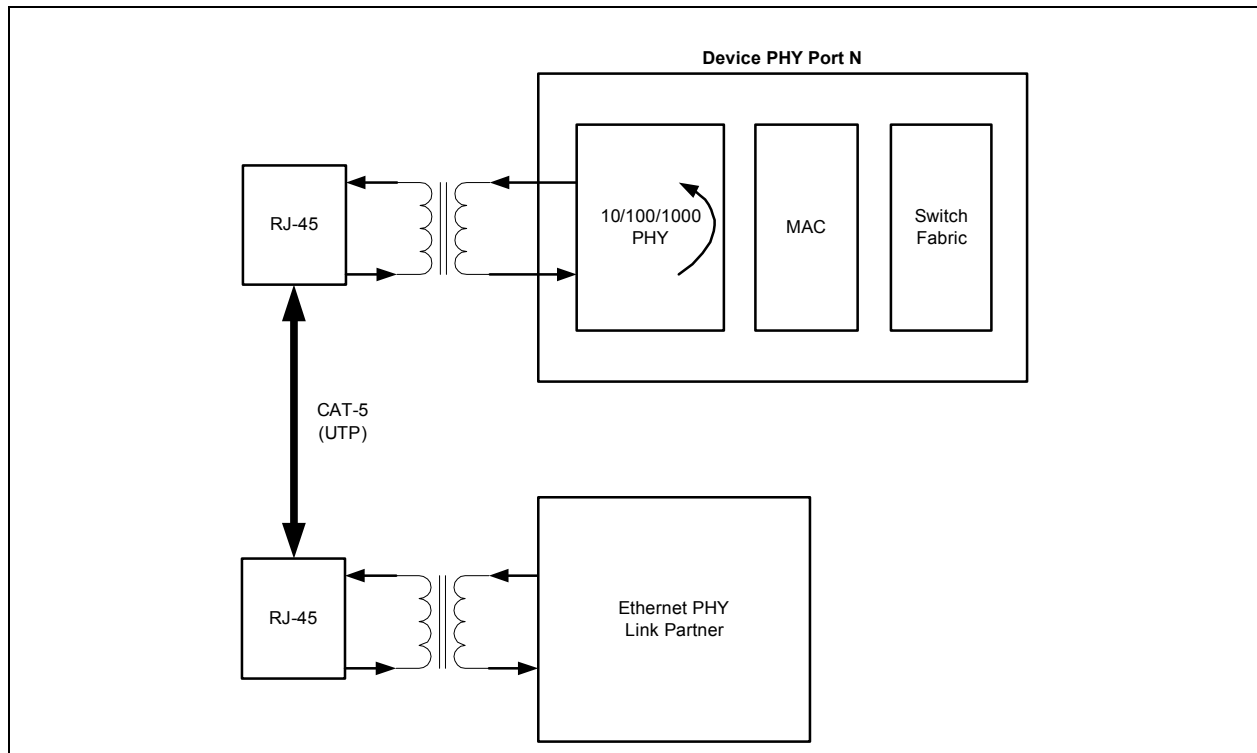 Device PHY Port N
RJ-45
10/100/1000
PHY
MAC
Switch
Fabric
CAT-5
(UTP)
RJ-45
Ethernet PHY
Link Partner